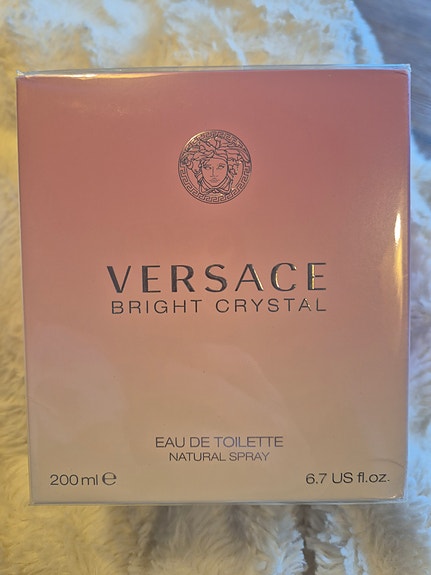 VERSACE
BRIGHT CRYSTAL
EAU DE TOILETTE
NATURAL SPRAY
200 ml ℮ 6.7 US fl.oz.